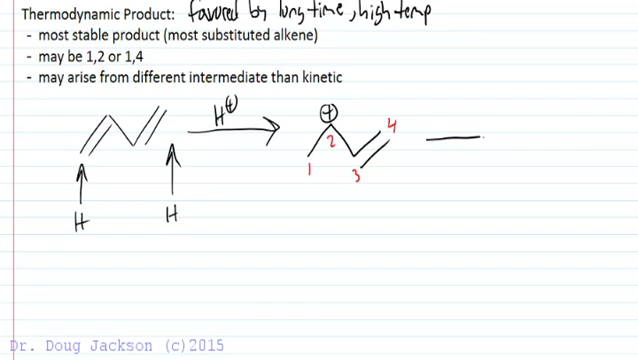 Thermodynamic Product: favored by long time, high temp
- most stable product (most substituted alkene)
- may be 1,2 or 1,4
- may arise from different intermediate than kinetic
H⊕
⊕
4
2
1
3
H
H
Dr. Doug Jackson (c)2015